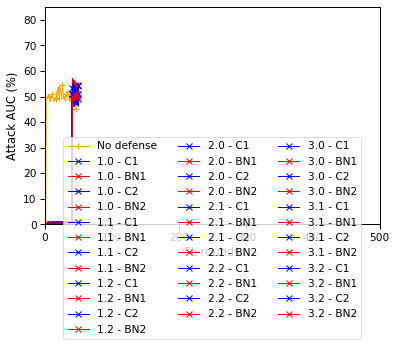 80
70
60
50
40
30
20
10
0
Attack AUC (%)
0
500
No defense
1.0 - C1
1.0 - BN1
1.0 - C2
1.0 - BN2
1.1 - C1
1.1 - BN1
1.1 - C2
1.1 - BN2
1.2 - C1
1.2 - BN1
1.2 - C2
1.2 - BN2
2.0 - C1
2.0 - BN1
2.0 - C2
2.0 - BN2
2.1 - C1
2.1 - BN1
2.1 - C2
2.1 - BN2
2.2 - C1
2.2 - BN1
2.2 - C2
2.2 - BN2
3.0 - C1
3.0 - BN1
3.0 - C2
3.0 - BN2
3.1 - C1
3.1 - BN1
3.1 - C2
3.1 - BN2
3.2 - C1
3.2 - BN1
3.2 - C2
3.2 - BN2